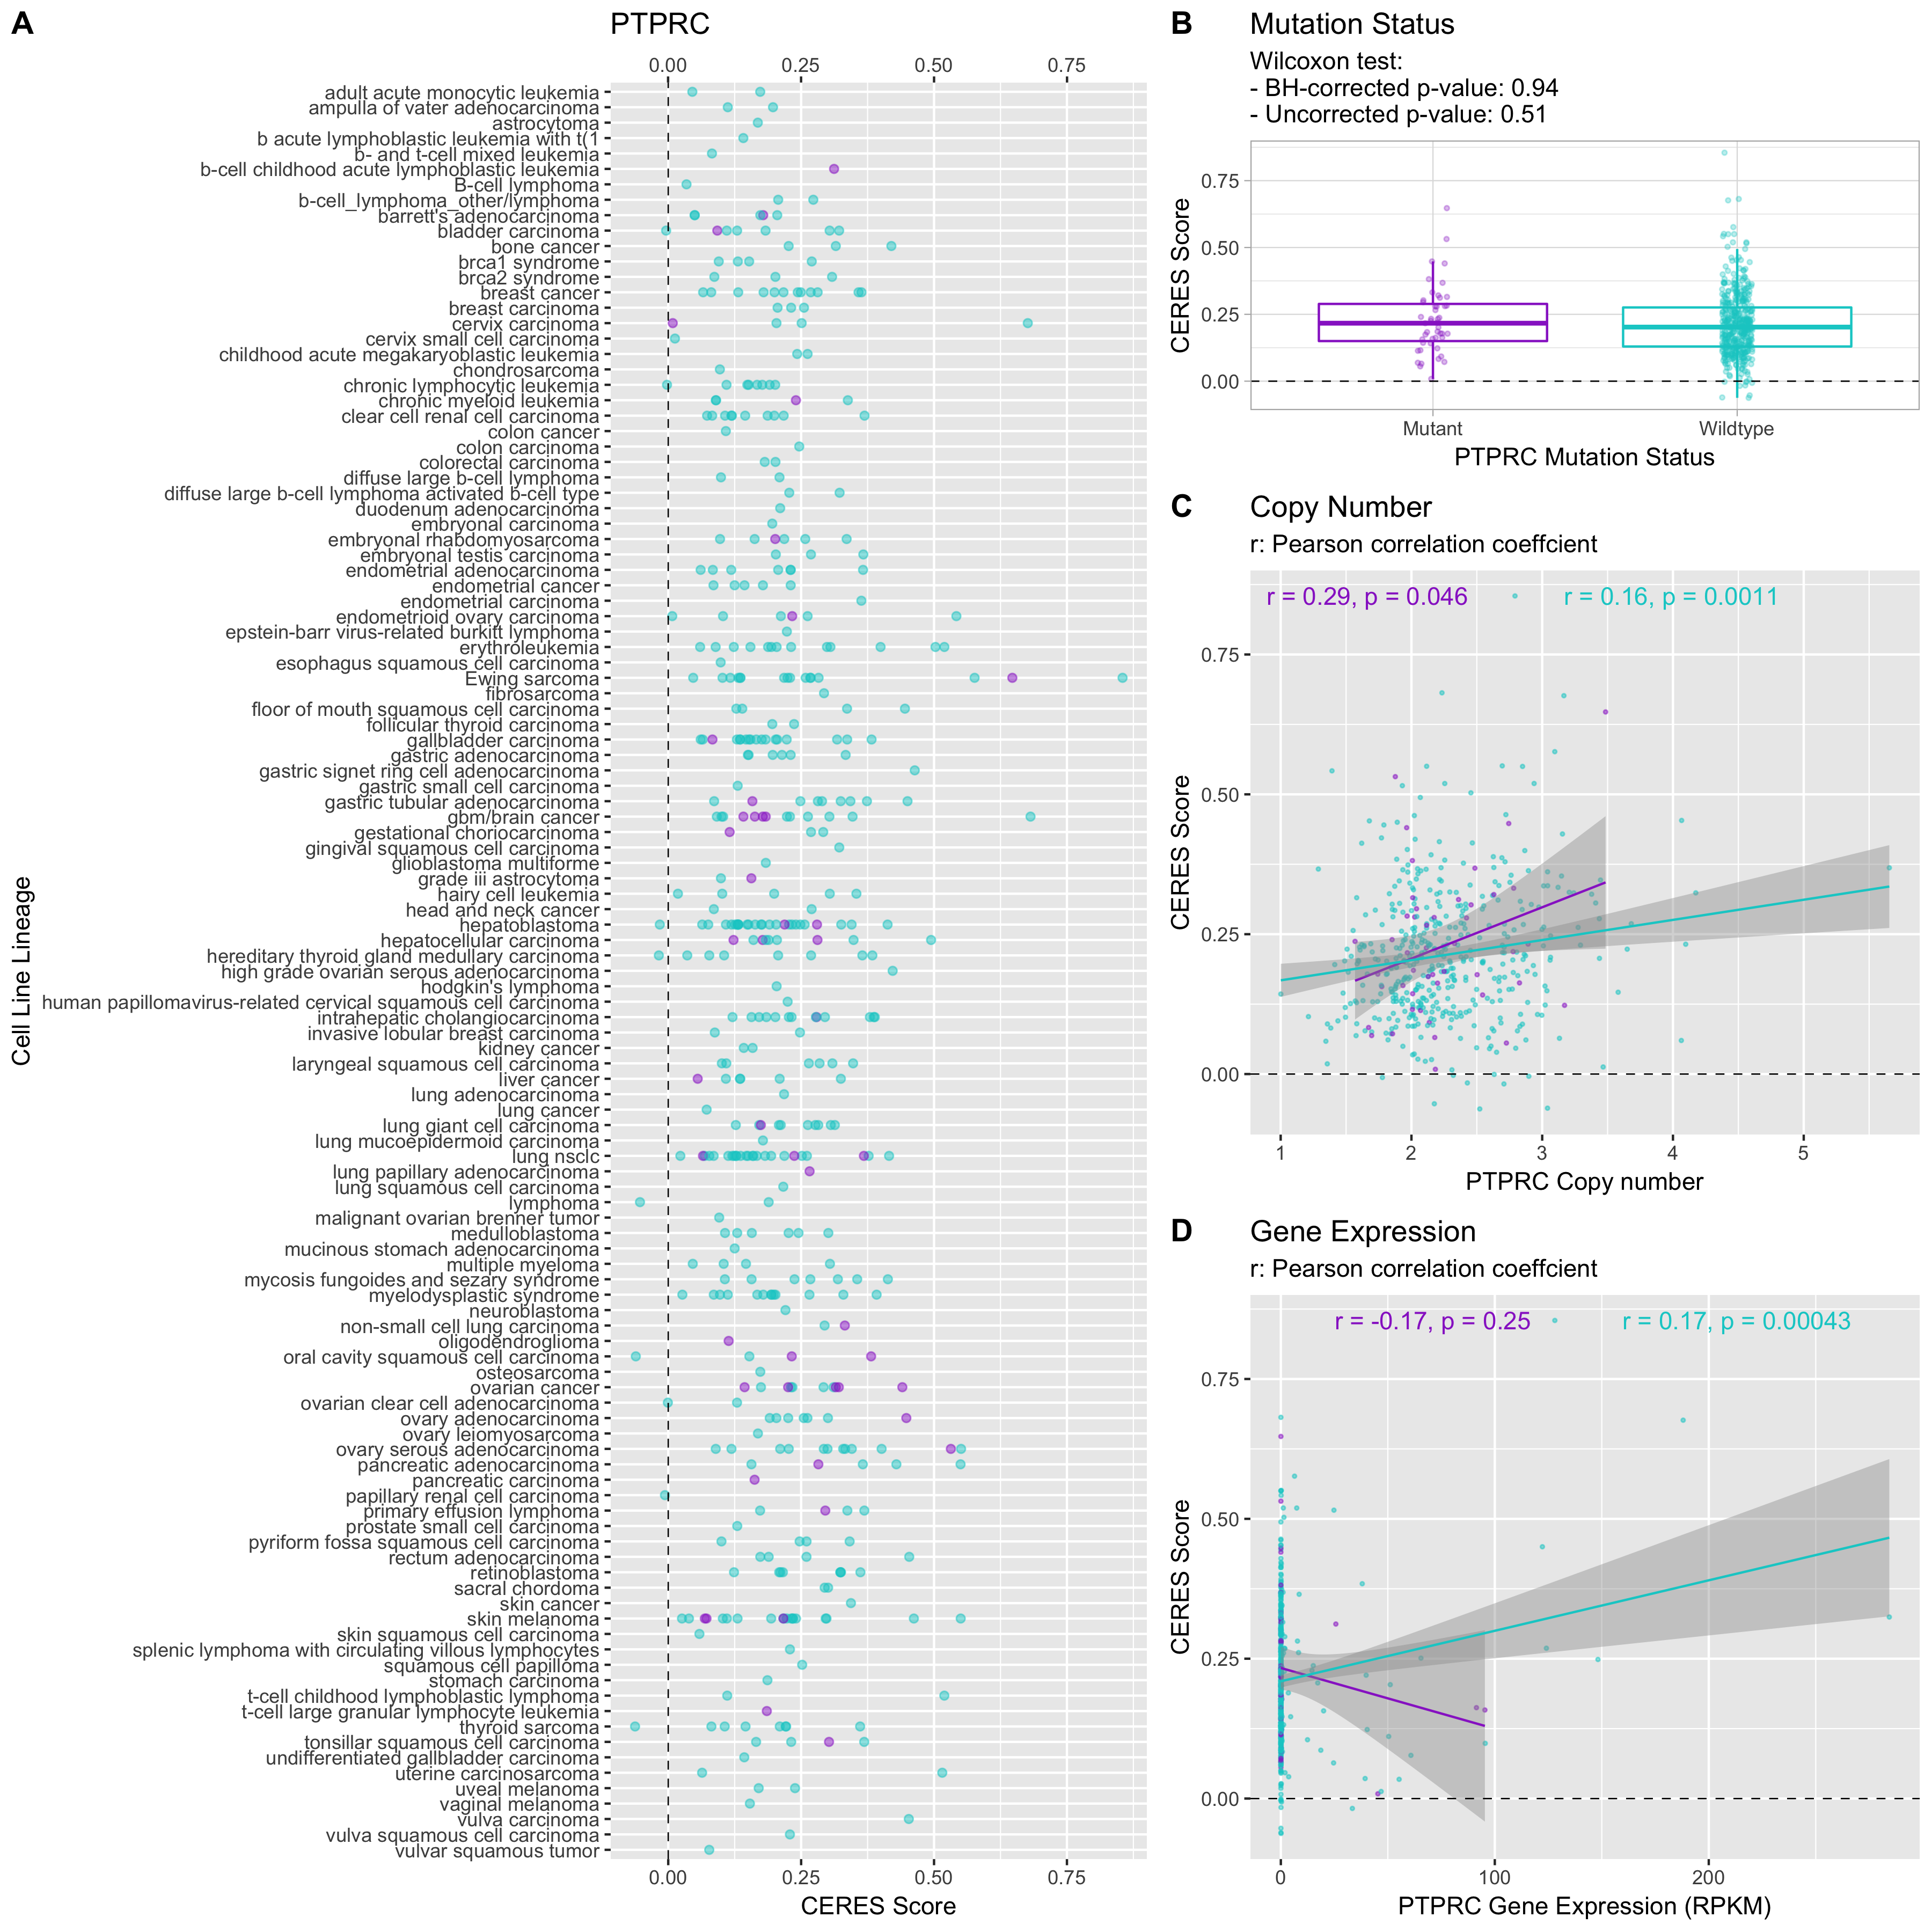 A
PTPRC
0.00 0.25 0.50 0.75
adult acute monocytic leukemia
ampulla of vater adenocarcinoma
astrocytoma
b acute lymphoblastic leukemia with t(1
b- and t-cell mixed leukemia
b-cell childhood acute lymphoblastic leukemia
B-cell lymphoma
b-cell_lymphoma_other/lymphoma
barrett's adenocarcinoma
bladder carcinoma
bone cancer
brca1 syndrome
brca2 syndrome
breast cancer
breast carcinoma
cervix carcinoma
cervix small cell carcinoma
childhood acute megakaryoblastic leukemia
chondrosarcoma
chronic lymphocytic leukemia
chronic myeloid leukemia
clear cell renal cell carcinoma
colon cancer
colon carcinoma
colorectal carcinoma
diffuse large b-cell lymphoma
diffuse large b-cell lymphoma activated b-cell type
duodenum adenocarcinoma
embryonal carcinoma
embryonal rhabdomyosarcoma
embryonal testis carcinoma
endometrial adenocarcinoma
endometrial cancer
endometrial carcinoma
endometrioid ovary carcinoma
epstein-barr virus-related burkitt lymphoma
erythroleukemia
esophagus squamous cell carcinoma
Ewing sarcoma
fibrosarcoma
floor of mouth squamous cell carcinoma
follicular thyroid carcinoma
gallbladder carcinoma
gastric adenocarcinoma
gastric signet ring cell adenocarcinoma
gastric small cell carcinoma
gastric tubular adenocarcinoma
gbm/brain cancer
gestational choriocarcinoma
gingival squamous cell carcinoma
glioblastoma multiforme
grade iii astrocytoma
hairy cell leukemia
head and neck cancer
hepatoblastoma
hepatocellular carcinoma
hereditary thyroid gland medullary carcinoma
high grade ovarian serous adenocarcinoma
hodgkin's lymphoma
human papillomavirus-related cervical squamous cell carcinoma
intrahepatic cholangiocarcinoma
invasive lobular breast carcinoma
kidney cancer
laryngeal squamous cell carcinoma
liver cancer
lung adenocarcinoma
lung cancer
lung giant cell carcinoma
lung mucoepidermoid carcinoma
lung nsclc
lung papillary adenocarcinoma
lung squamous cell carcinoma
lymphoma
malignant ovarian brenner tumor
medulloblastoma
mucinous stomach adenocarcinoma
multiple myeloma
mycosis fungoides and sezary syndrome
myelodysplastic syndrome
neuroblastoma
non-small cell lung carcinoma
oligodendroglioma
oral cavity squamous cell carcinoma
osteosarcoma
ovarian cancer
ovarian clear cell adenocarcinoma
ovary adenocarcinoma
ovary leiomyosarcoma
ovary serous adenocarcinoma
pancreatic adenocarcinoma
pancreatic carcinoma
papillary renal cell carcinoma
primary effusion lymphoma
prostate small cell carcinoma
pyriform fossa squamous cell carcinoma
rectum adenocarcinoma
retinoblastoma
sacral chordoma
skin cancer
skin melanoma
skin squamous cell carcinoma
splenic lymphoma with circulating villous lymphocytes
squamous cell papilloma
stomach carcinoma
t-cell childhood lymphoblastic lymphoma
t-cell large granular lymphocyte leukemia
thyroid sarcoma
tonsillar squamous cell carcinoma
undifferentiated gallbladder carcinoma
uterine carcinosarcoma
uveal melanoma
vaginal melanoma
vulva carcinoma
vulva squamous cell carcinoma
vulvar squamous tumor
0.00 0.25 0.50 0.75
CERES Score
Cell Line Lineage
B
Mutation Status
Wilcoxon test:
- BH-corrected p-value: 0.94
- Uncorrected p-value: 0.51
0.75
0.50
0.25
0.00
CERES Score
Mutant Wildtype
PTPRC Mutation Status
C
Copy Number
r: Pearson correlation coeffcient
r = 0.29, p = 0.046 r = 0.16, p = 0.0011
0.75
0.50
0.25
0.00
CERES Score
1 2 3 4 5
PTPRC Copy number
D
Gene Expression
r: Pearson correlation coeffcient
r = -0.17, p = 0.25 r = 0.17, p = 0.00043
0.75
0.50
0.25
0.00
CERES Score
0 100 200
PTPRC Gene Expression (RPKM)